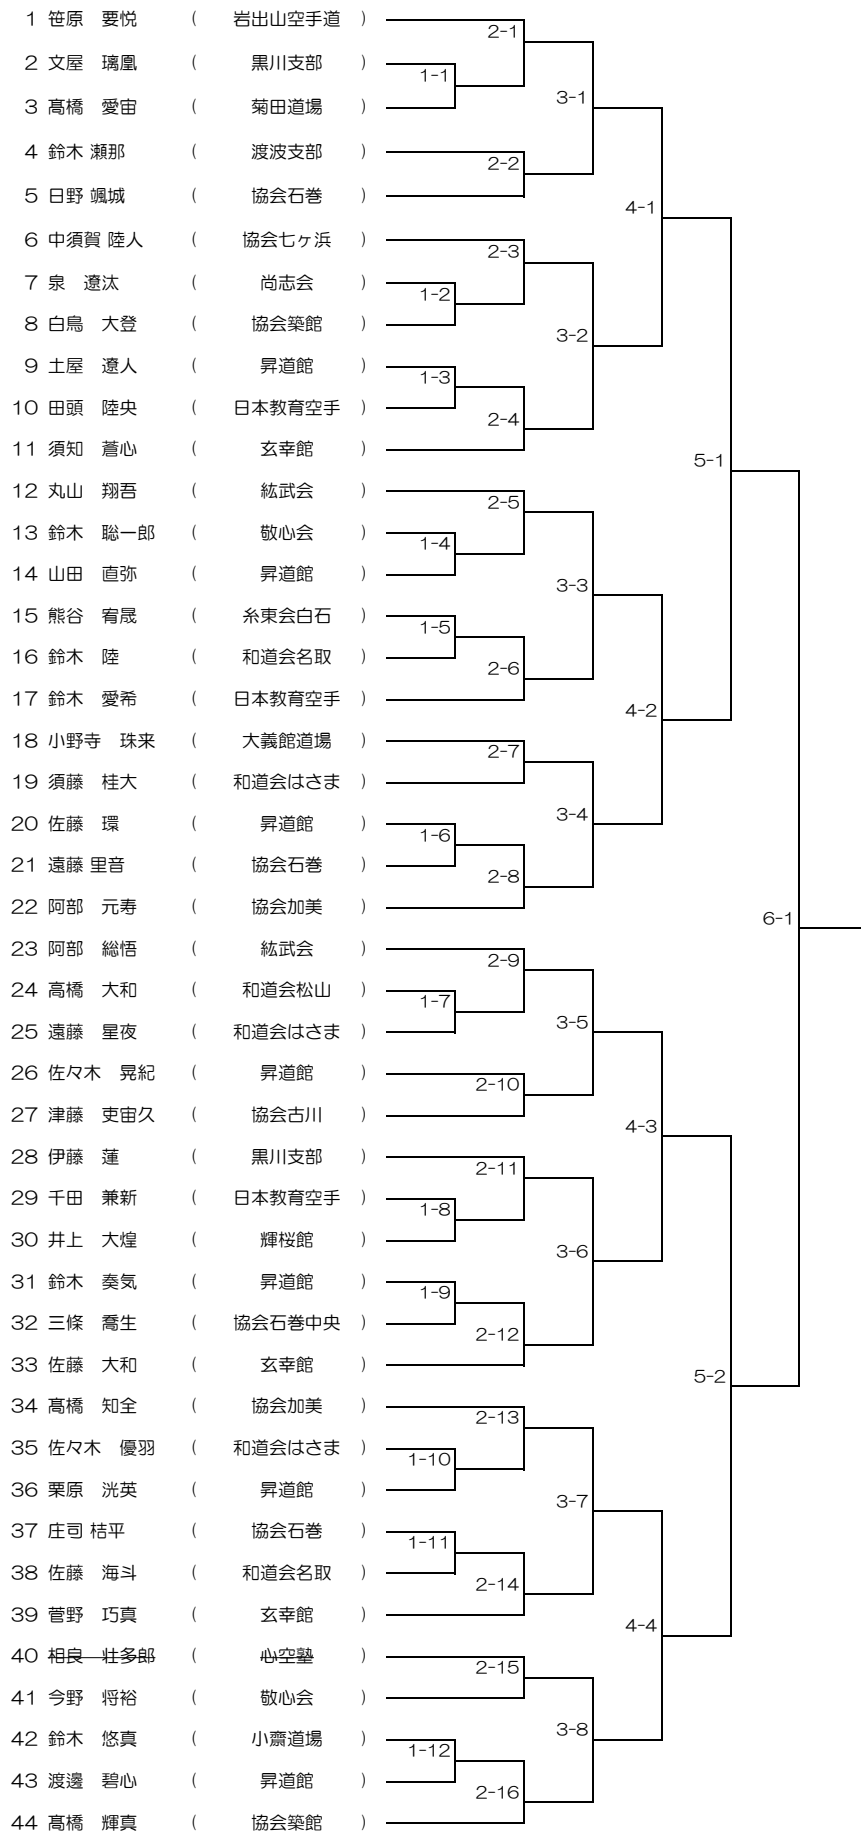 1 笹原　要悦 ( 岩出山空手道 )
2-1
2 文屋　璃凰 ( 黒川支部 )
1-1
3-1
3 髙橋　愛宙 ( 菊田道場 )
4 鈴木 瀬那 ( 渡波支部 )
2-2
5 日野 颯城 ( 協会石巻 )
4-1
6 中須賀 陸人 ( 協会七ヶ浜 )
2-3
7 泉　遼汰 ( 尚志会 )
1-2
8 白鳥　大登 ( 協会築館 )
3-2
9 土屋　遼人 ( 昇道館 )
1-3
10 田頭　陸央 ( 日本教育空手 )
2-4
11 須知　蒼心 ( 玄幸館 )
5-1
12 丸山　翔吾 ( 紘武会 )
2-5
13 鈴木　聡一郎 ( 敬心会 )
1-4
14 山田　直弥 ( 昇道館 )
3-3
15 熊谷　宥晟 ( 糸東会白石 )
1-5
16 鈴木　陸 ( 和道会名取 )
2-6
17 鈴木　愛希 ( 日本教育空手 )
4-2
18 小野寺　珠来 ( 大義館道場 )
2-7
19 須藤　桂大 ( 和道会はさま )
3-4
20 佐藤　環 ( 昇道館 )
1-6
21 遠藤 里音 ( 協会石巻 )
2-8
22 阿部　元寿 ( 協会加美 )
6-1
23 阿部　総悟 ( 紘武会 )
2-9
24 高橋　大和 ( 和道会松山 )
1-7
3-5
25 遠藤　星夜 ( 和道会はさま )
26 佐々木　晃紀 ( 昇道館 )
2-10
27 津藤　吏宙久 ( 協会古川 )
4-3
28 伊藤　蓮 ( 黒川支部 )
2-11
29 千田　兼新 ( 日本教育空手 )
1-8
30 井上　大煌 ( 輝桜館 )
3-6
31 鈴木　奏気 ( 昇道館 )
1-9
32 三條　喬生 ( 協会石巻中央 )
2-12
33 佐藤　大和 ( 玄幸館 )
5-2
34 髙橋　知全 ( 協会加美 )
2-13
35 佐々木　優羽 ( 和道会はさま )
1-10
36 栗原　洸英 ( 昇道館 )
3-7
37 庄司 桔平 ( 協会石巻 )
1-11
38 佐藤　海斗 ( 和道会名取 )
2-14
39 菅野　巧真 ( 玄幸館 )
4-4
40 相良　壮多郎 ( 心空塾 )
2-15
41 今野　将裕 ( 敬心会 )
3-8
42 鈴木　悠真 ( 小齋道場 )
1-12
43 渡邊　碧心 ( 昇道館 )
2-16
44 髙橋　輝真 ( 協会築館 )